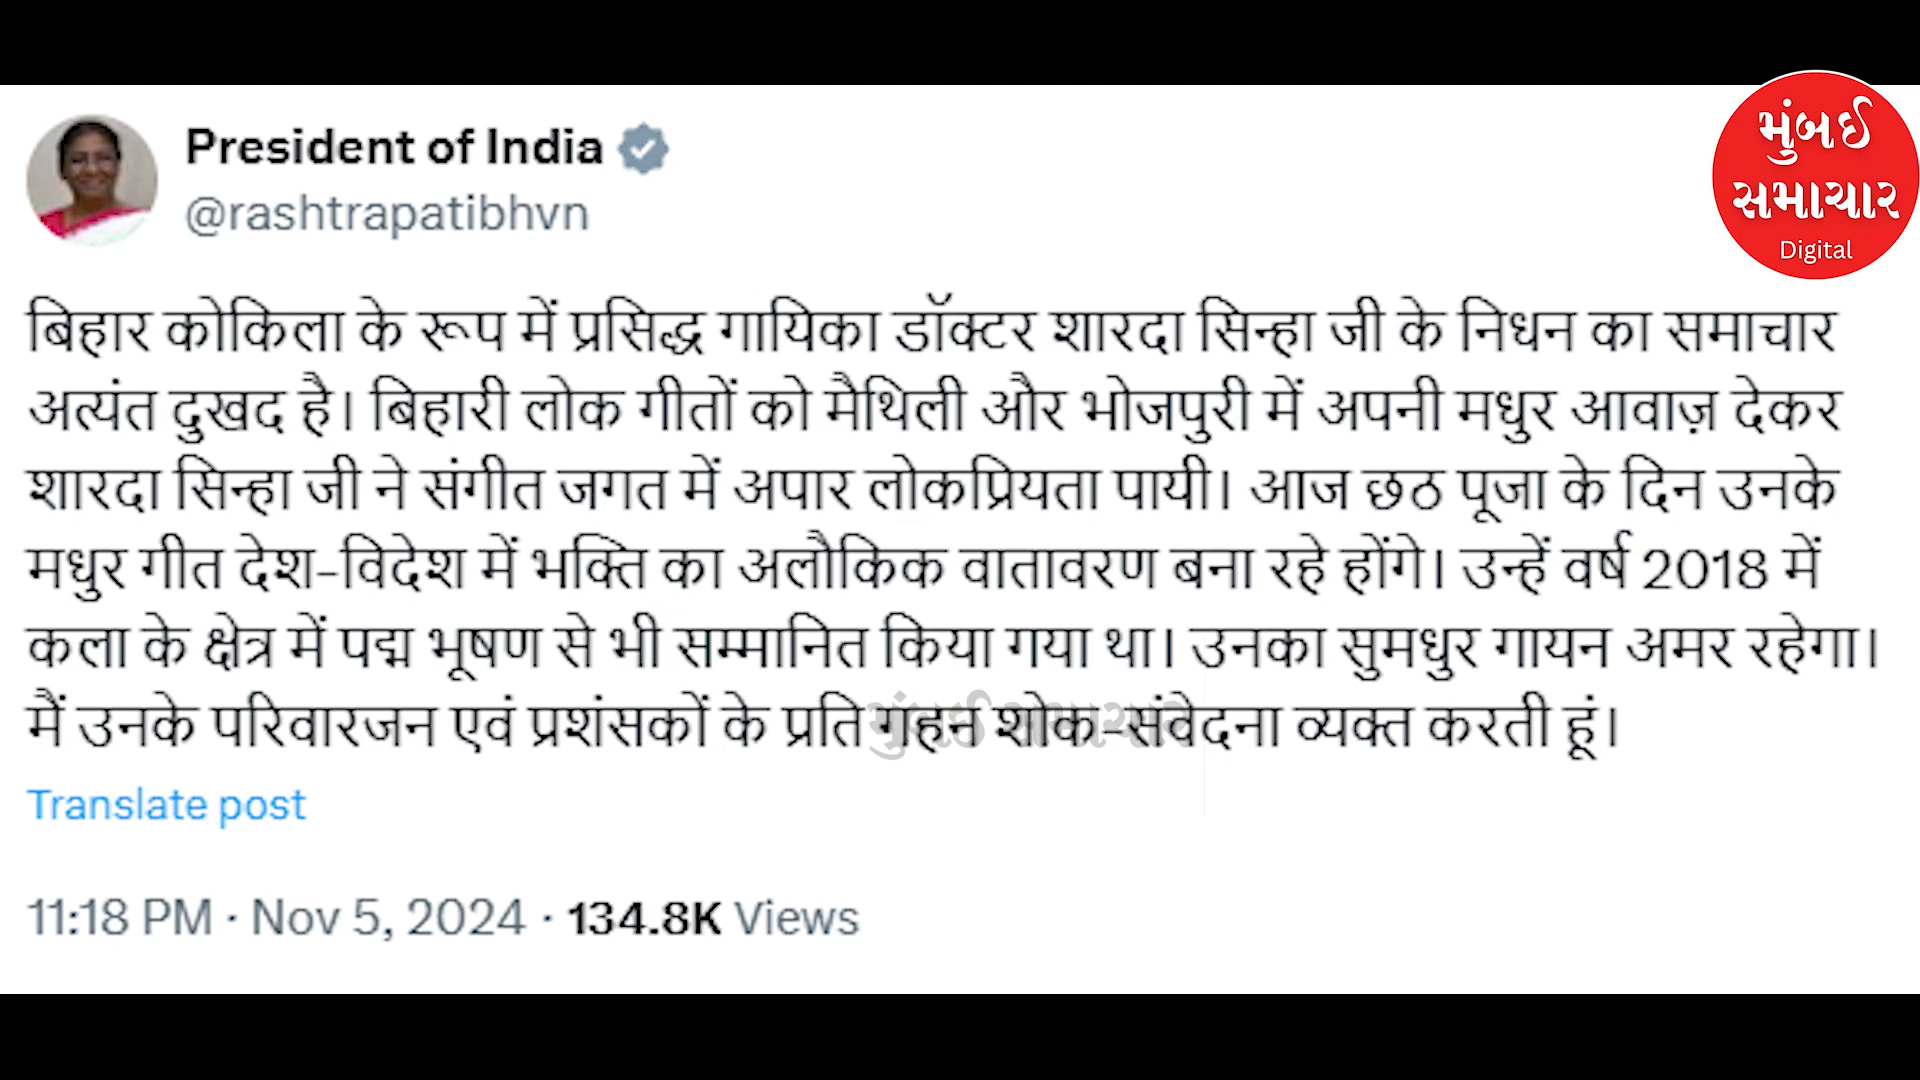 President of India
@rashtrapatibhvn
મુંબઈ
સમાચાર
Digital
बिहार कोकिला के रूप में प्रसिद्ध गायिका डॉक्टर शारदा सिन्हा जी के निधन का समाचार
अत्यंत दुखद है। बिहारी लोक गीतों को मैथिली और भोजपुरी में अपनी मधुर आवाज़ देकर
शारदा सिन्हा जी ने संगीत जगत में अपार लोकप्रियता पायी। आज छठ पूजा के दिन उनके
मधुर गीत देश-विदेश में भक्ति का अलौकिक वातावरण बना रहे होंगे। उन्हें वर्ष 2018 में
कला के क्षेत्र में पद्म भूषण से भी सम्मानित किया गया था। उनका सुमधुर गायन अमर रहेगा।
मैं उनके परिवारजन एवं प्रशंसकों के प्रति गहन शोक-संवेदना व्यक्त करती हूं।
મુંબઈ સમાચાર
Translate post
11:18 PM · Nov 5, 2024 · 134.8K Views